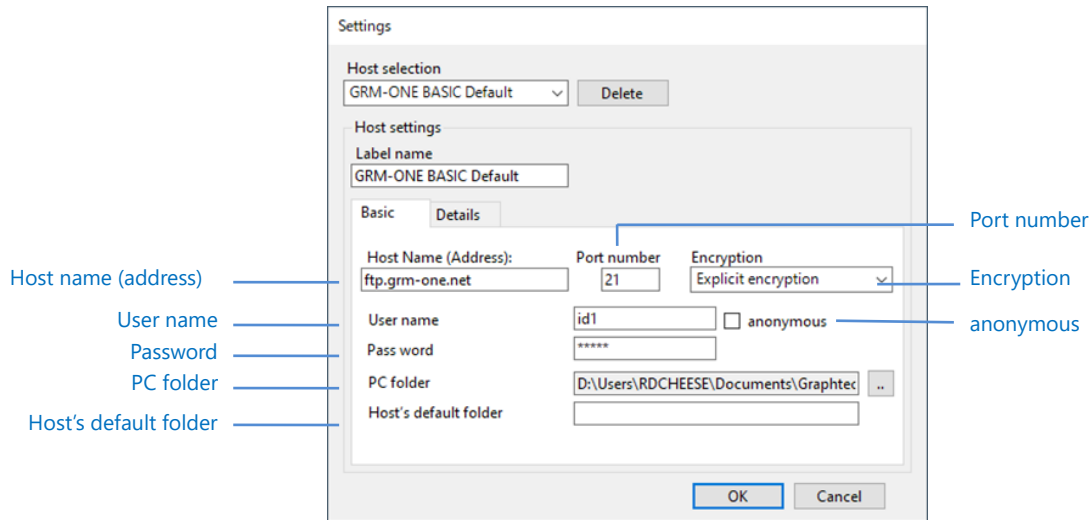 Settings
Host selection
GRM-ONE BASIC Default Delete
Host settings
Label name
GRM-ONE BASIC Default
Basic Details
Port number
Host Name (Address): Port number Encryption
Host name (address) ftp.grm-one.net 21 Explicit encryption Encryption
User name User name id1 anonymous anonymous
Password Pass word *****
PC folder PC folder D:\Users\RDCHEESE\Documents\Graphtec ..
Host's default folder Host's default folder
OK Cancel